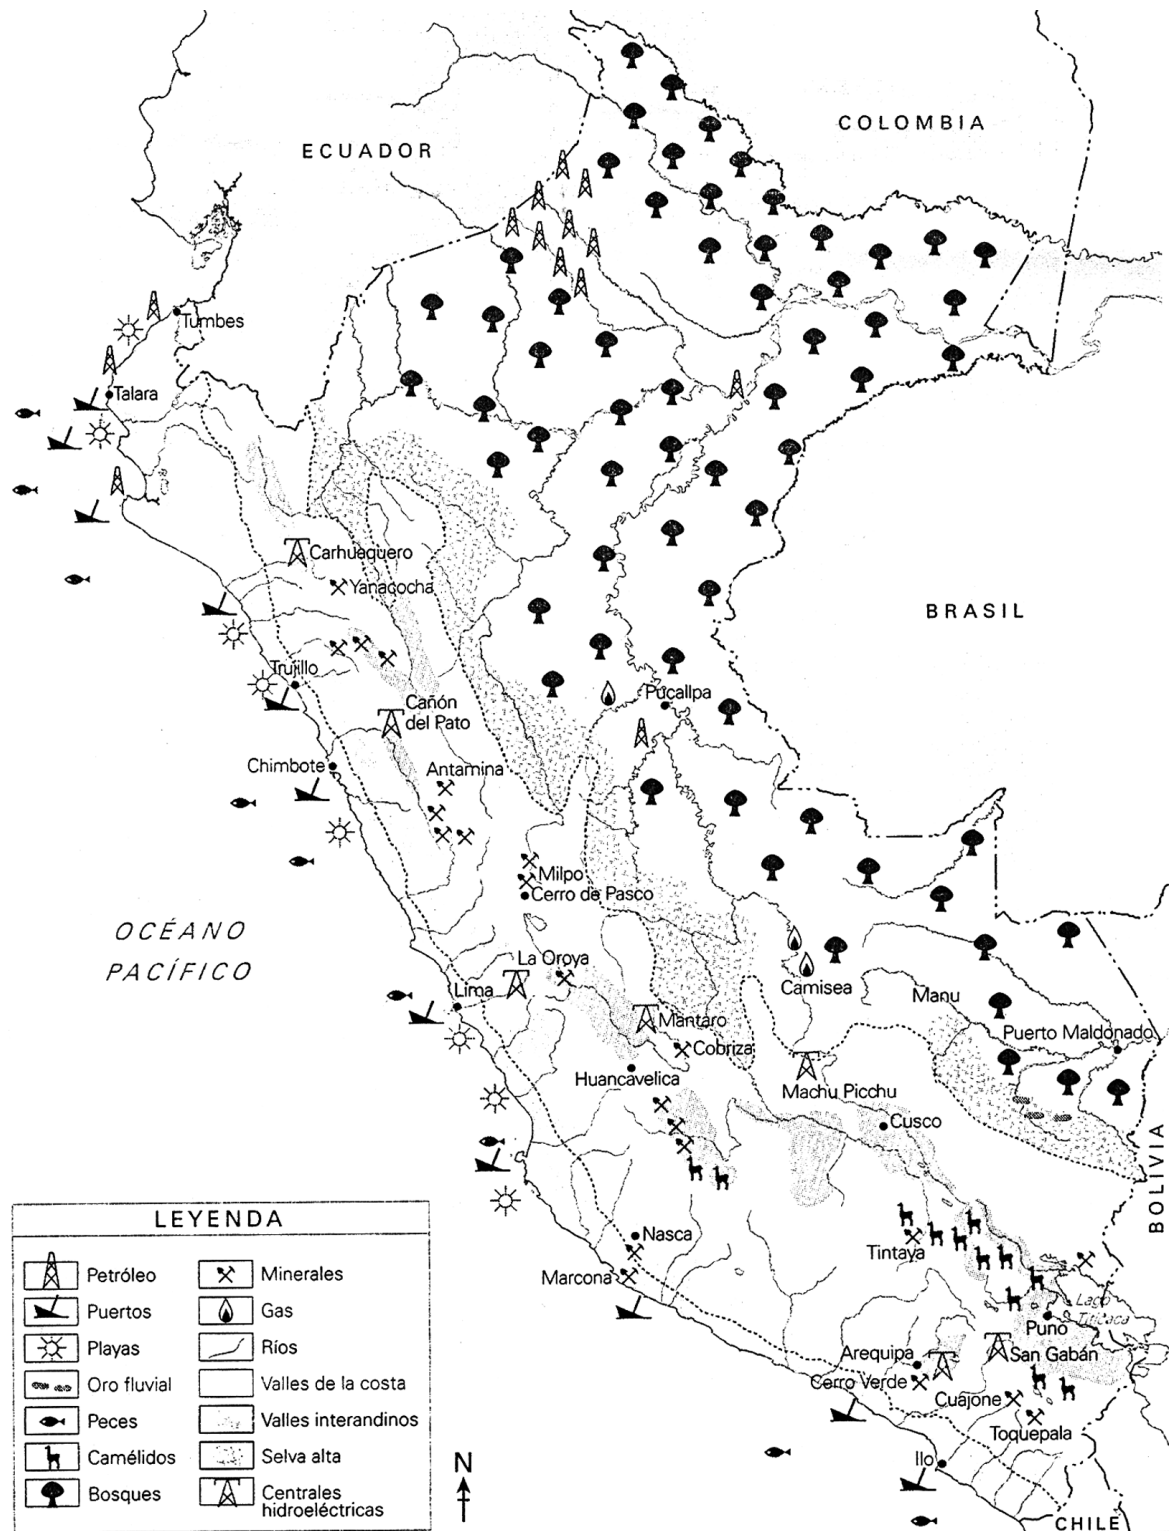 COLOMBIA
ECUADOR
Tumbes
Talara
Carhuaquero
Yanacocha
BRASIL
Trujillo
Pucallpa
Cañón
del Pato
Chimbote
Antamina
Milpo
Cerro de Pasco
OCÉANO
PACÍFICO
La Oroya
Lima
Camisea
Manu
Mantaro
Puerto Maldonado
Cobriza
Huancavelica
Machu Picchu
Cusco
BOLIVIA
Nasca
Tintaya
Marcona
Lago
Titicaca
Puno
Arequipa
San Gabán
Cerro Verde
Cuajone
Toquepala
Ilo
CHILE
N
LEYENDA
Petróleo
Minerales
Puertos
Gas
Playas
Ríos
Oro fluvial
Valles de la costa
Peces
Valles interandinos
Camélidos
Selva alta
Bosques
Centrales
hidroeléctricas